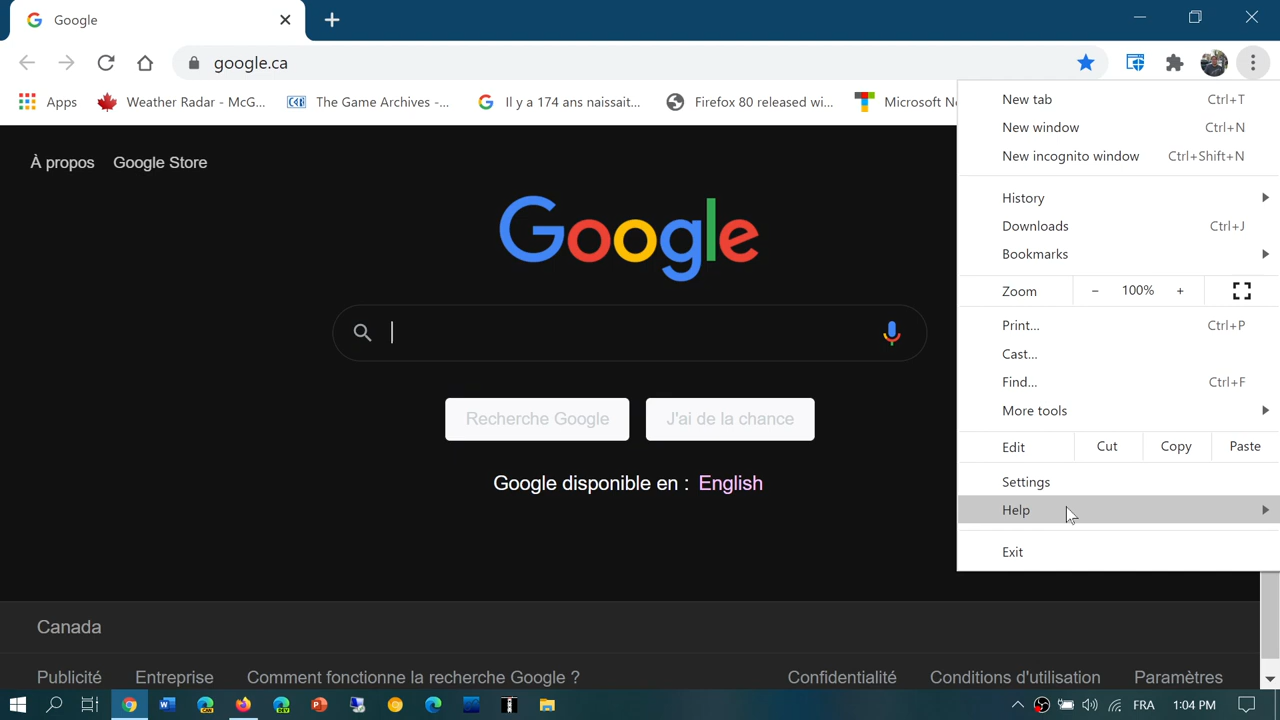 Google
google.ca
Apps Weather Radar - McG... The Game Archives -... Il y a 174 ans naissait... Firefox 80 released wi... Microsoft Ne
À propos Google Store
Google
Recherche Google J'ai de la chance
Google disponible en : English
New tab Ctrl+T
New window Ctrl+N
New incognito window Ctrl+Shift+N
History
Downloads Ctrl+J
Bookmarks
Zoom - 100% +
Print... Ctrl+P
Cast...
Find... Ctrl+F
More tools
Edit Cut Copy Paste
Settings
Help
Exit
Canada
Publicité Entreprise Comment fonctionne la recherche Google ? Confidentialité Conditions d'utilisation Paramètres
FRA 1:04 PM